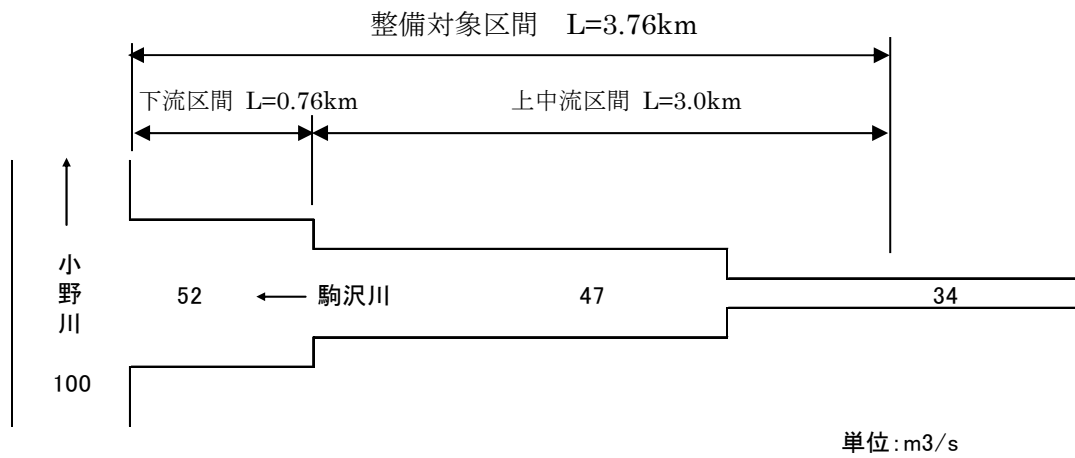 整備対象区間　L=3.76km
下流区間 L=0.76km
上中流区間 L=3.0km
小野川
52
駒沢川
47
34
100
単位：m3/s